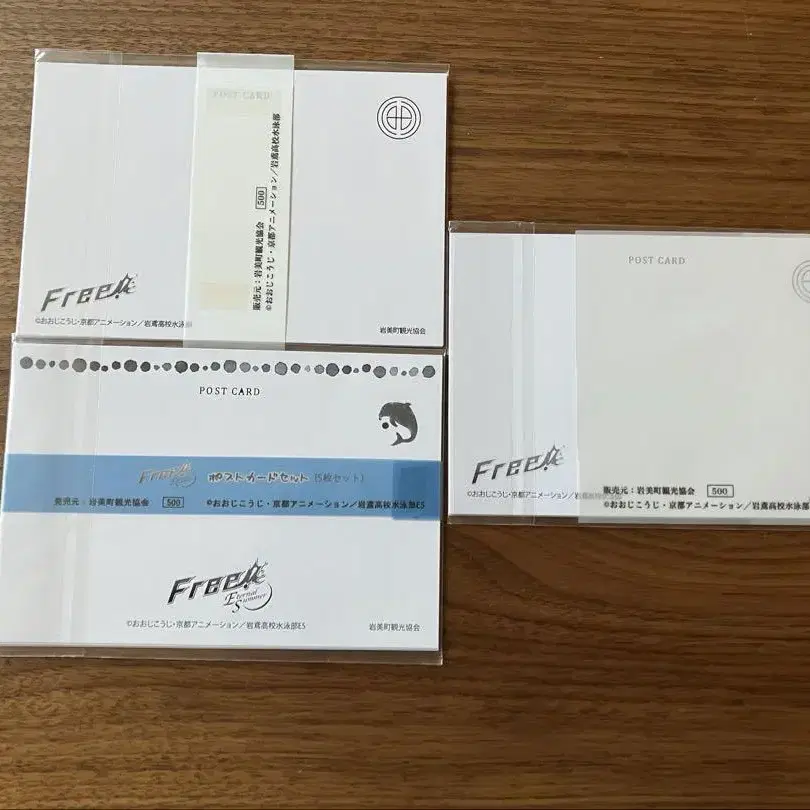 POST CARD
販売元：岩美町観光協会 500
©おおじこうじ・京都アニメーション／岩鳶高校水泳部
Free!
©おおじこうじ・京都アニメーション／岩鳶高校水泳部
岩美町観光協会
POST CARD
Free! ポストカードセット (5枚セット)
発売元：岩美町観光協会 500 ©おおじこうじ・京都アニメーション／岩鳶高校水泳部ES
Free!
Eternal
Summer
©おおじこうじ・京都アニメーション／岩鳶高校水泳部ES
岩美町観光協会
POST CARD
Free!
©おおじこうじ・京都アニメーション／岩鳶高校水泳部
販売元：岩美町観光協会 500
©おおじこうじ・京都アニメーション／岩鳶高校水泳部